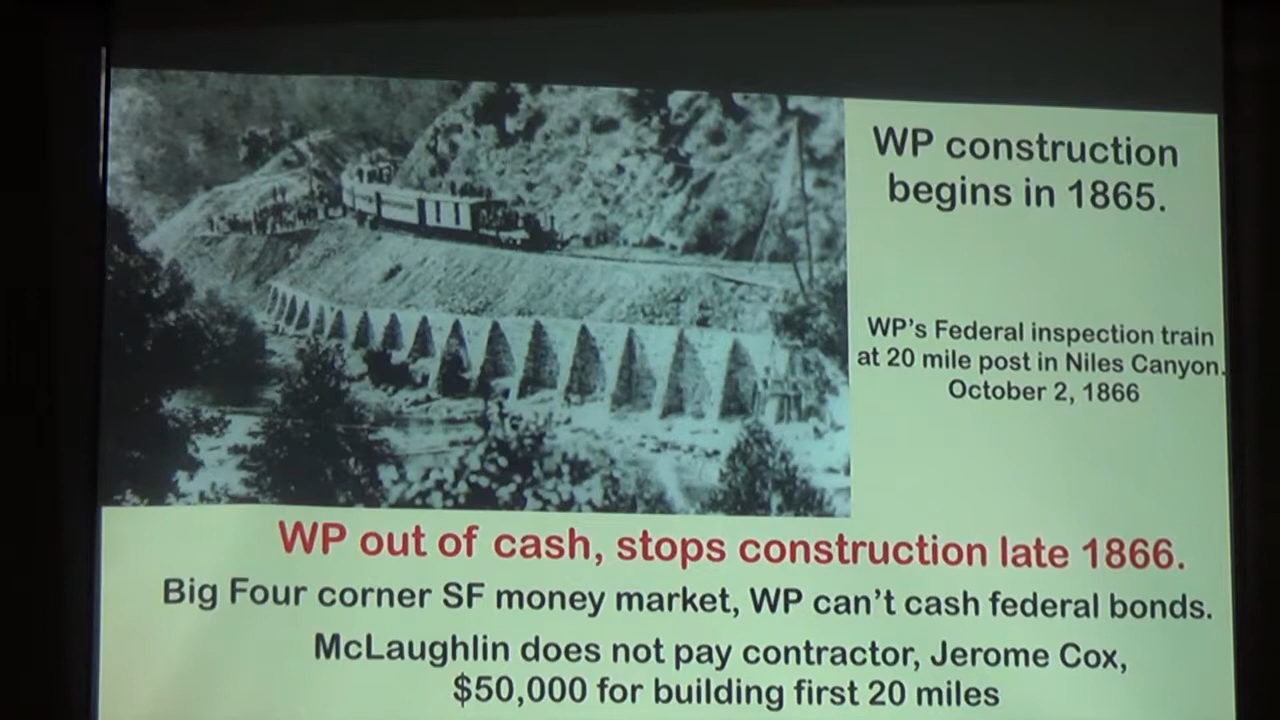 WP construction
begins in 1865.
WP's Federal inspection train
at 20 mile post in Niles Canyon.
October 2, 1866
WP out of cash, stops construction late 1866.
Big Four corner SF money market, WP can't cash federal bonds.
McLaughlin does not pay contractor, Jerome Cox,
$50,000 for building first 20 miles